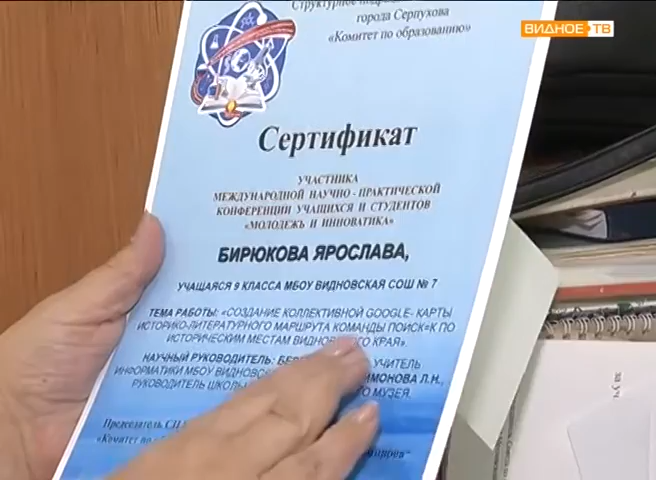 ВИДНОЕ ТВ
Структурное
города Серпухова
«Комитет по образованию»
Сертификат
УЧАСТНИКА
МЕЖДУНАРОДНОЙ НАУЧНО - ПРАКТИЧЕСКОЙ
КОНФЕРЕНЦИИ УЧАЩИХСЯ И СТУДЕНТОВ
«МОЛОДЕЖЬ И ИННОВАТИКА»
БИРЮКОВА ЯРОСЛАВА,
УЧАЩАЯСЯ 9 КЛАССА МБОУ ВИДНОВСКАЯ СОШ № 7
ТЕМА РАБОТЫ: «СОЗДАНИЕ КОЛЛЕКТИВНОЙ GOOGLE - КАРТЫ
ИСТОРИКО-ЛИТЕРАТУРНОГО МАРШРУТА КОМАНДЫ ПОИСК«К ПО
ИСТОРИЧЕСКИМ МЕСТАМ КРАЯ».
НАУЧНЫЙ РУКОВОДИТЕЛЬ: УЧИТЕЛЬ
ИНФОРМАТИКИ МБОУ ВИДНОВ Л.Н.,
РУКОВОДИТЕЛЬ МУЗЕЯ.
Председатель
«Комитет по